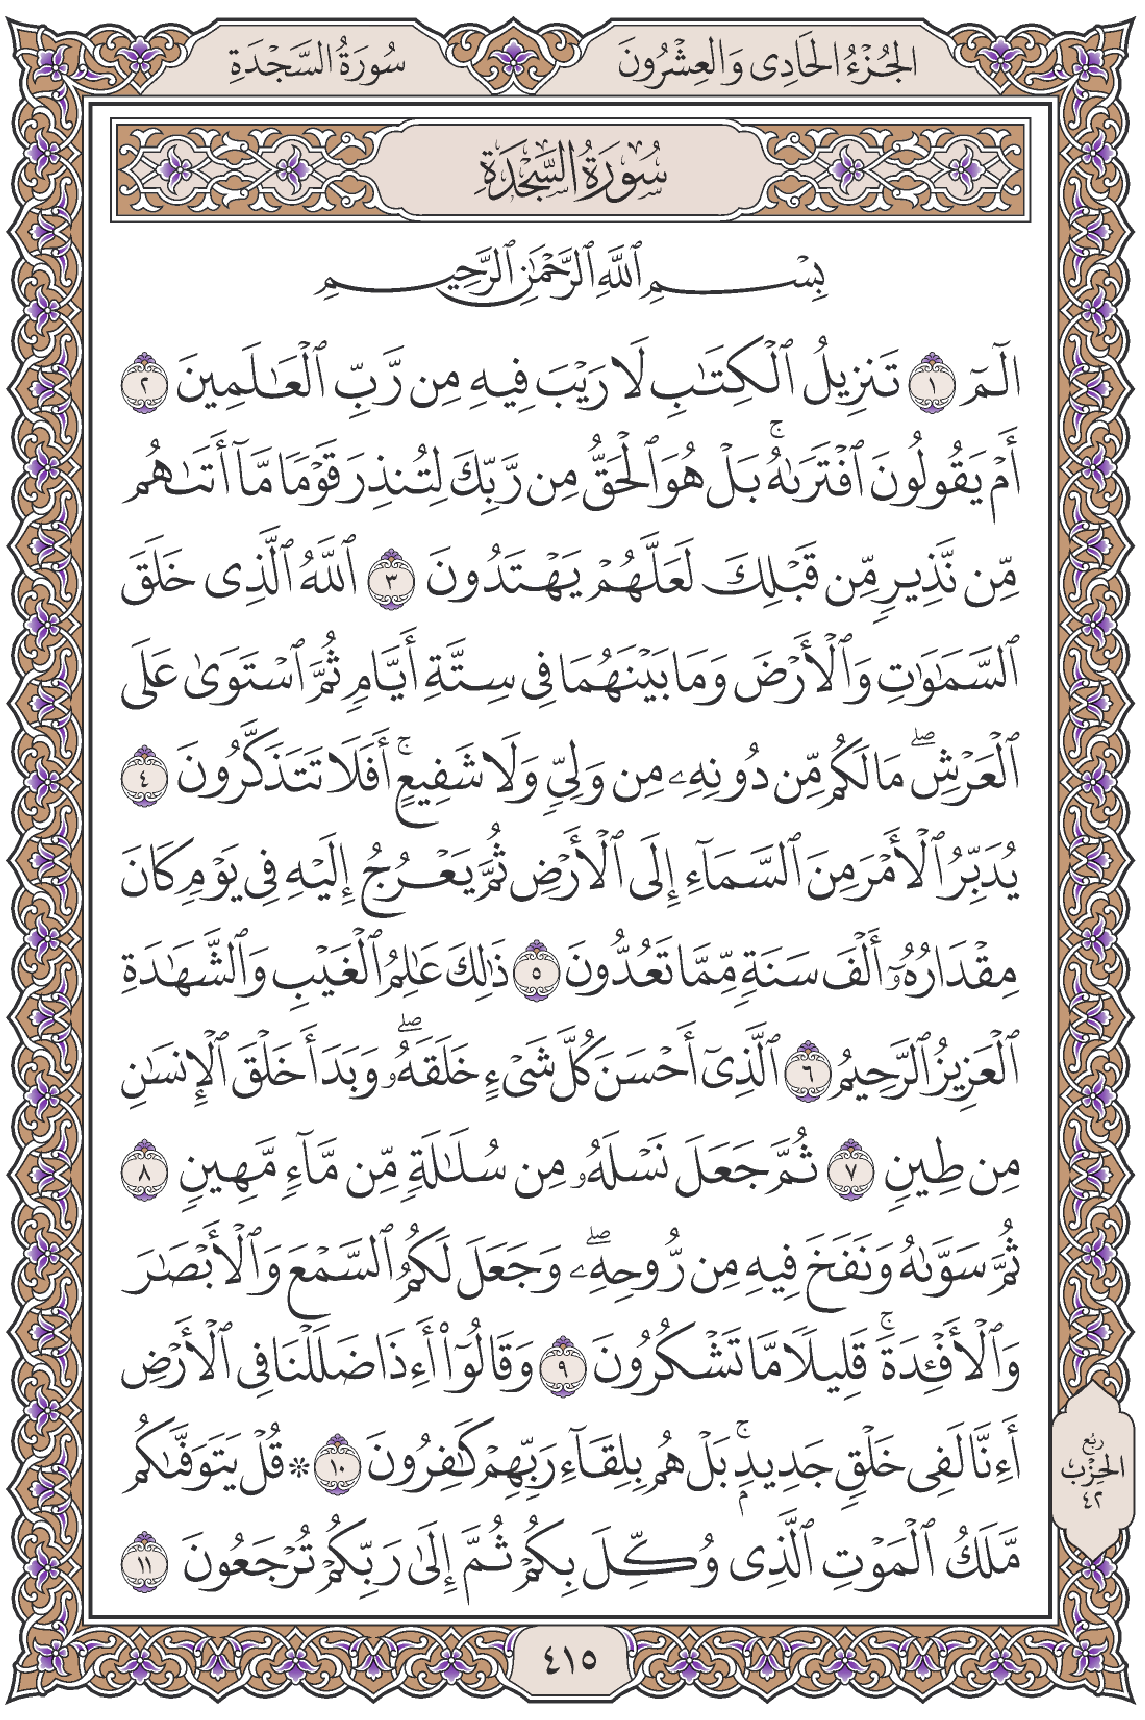 الجُزْءُ الحَادِى وَالعِشْرُونَ
سُورَةُ السَّجْدَةِ
سُورَةُ السَّجْدَةِ
بِسْمِ ٱللَّهِ ٱلرَّحْمَٰنِ ٱلرَّحِيمِ
الٓمٓ ١ تَنزِيلُ ٱلْكِتَٰبِ لَا رَيْبَ فِيهِ مِن رَّبِّ ٱلْعَٰلَمِينَ ٢
أَمْ يَقُولُونَ ٱفْتَرَىٰهُ ۚ بَلْ هُوَ ٱلْحَقُّ مِن رَّبِّكَ لِتُنذِرَ قَوْمًا مَّآ أَتَىٰهُم
مِّن نَّذِيرٍ مِّن قَبْلِكَ لَعَلَّهُمْ يَهْتَدُونَ ٣ ٱللَّهُ ٱلَّذِى خَلَقَ
ٱلسَّمَٰوَٰتِ وَٱلْأَرْضَ وَمَا بَيْنَهُمَا فِى سِتَّةِ أَيَّامٍ ثُمَّ ٱسْتَوَىٰ عَلَى
ٱلْعَرْشِ ۖ مَا لَكُم مِّن دُونِهِۦ مِن وَلِىٍّ وَلَا شَفِيعٍ ۚ أَفَلَا تَتَذَكَّرُونَ ٤
يُدَبِّرُ ٱلْأَمْرَ مِنَ ٱلسَّمَآءِ إِلَى ٱلْأَرْضِ ثُمَّ يَعْرُجُ إِلَيْهِ فِى يَوْمٍ كَانَ
مِقْدَارُهُۥٓ أَلْفَ سَنَةٍ مِّمَّا تَعُدُّونَ ٥ ذَٰلِكَ عَٰلِمُ ٱلْغَيْبِ وَٱلشَّهَٰدَةِ
ٱلْعَزِيزُ ٱلرَّحِيمُ ٦ ٱلَّذِىٓ أَحْسَنَ كُلَّ شَىْءٍ خَلَقَهُۥ ۖ وَبَدَأَ خَلْقَ ٱلْإِنسَٰنِ
مِن طِينٍ ٧ ثُمَّ جَعَلَ نَسْلَهُۥ مِن سُلَٰلَةٍ مِّن مَّآءٍ مَّهِينٍ ٨
ثُمَّ سَوَّىٰهُ وَنَفَخَ فِيهِ مِن رُّوحِهِۦ ۖ وَجَعَلَ لَكُمُ ٱلسَّمْعَ وَٱلْأَبْصَٰرَ
وَٱلْأَفْـِٔدَةَ ۚ قَلِيلًا مَّا تَشْكُرُونَ ٩ وَقَالُوٓا۟ أَءِذَا ضَلَلْنَا فِى ٱلْأَرْضِ
أَءِنَّا لَفِى خَلْقٍ جَدِيدٍۭ ۚ بَلْ هُم بِلِقَآءِ رَبِّهِمْ كَٰفِرُونَ ١٠ * قُلْ يَتَوَفَّىٰكُم
مَّلَكُ ٱلْمَوْتِ ٱلَّذِى وُكِّلَ بِكُمْ ثُمَّ إِلَىٰ رَبِّكُمْ تُرْجَعُونَ ١١
رُبُع
الحِزْب
٤٢
٤١٥